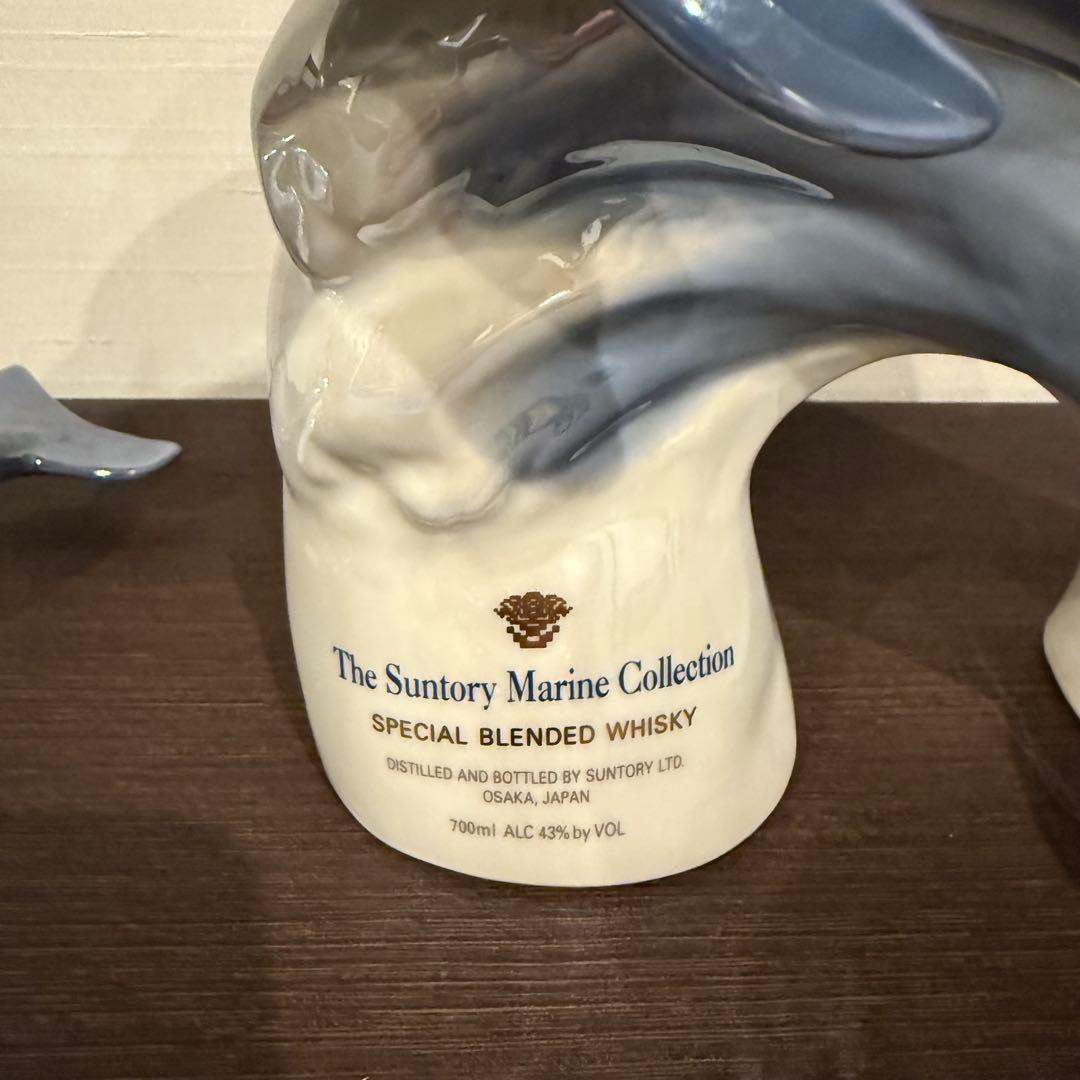 The Suntory Marine Collection
SPECIAL BLENDED WHISKY
DISTILLED AND BOTTLED BY SUNTORY LTD.
OSAKA, JAPAN
700ml ALC 43% by VOL